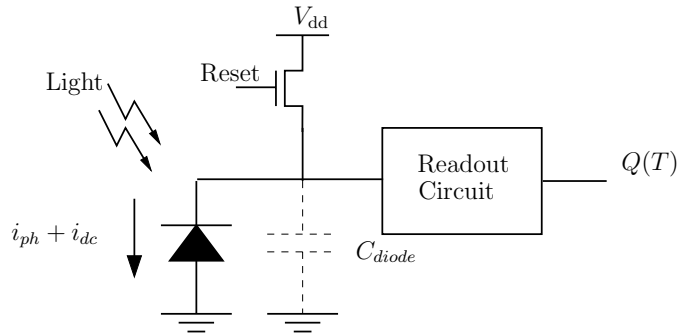 V_dd
Reset
Light
Readout
Circuit
Q(T)
i_ph + i_dc
C_diode